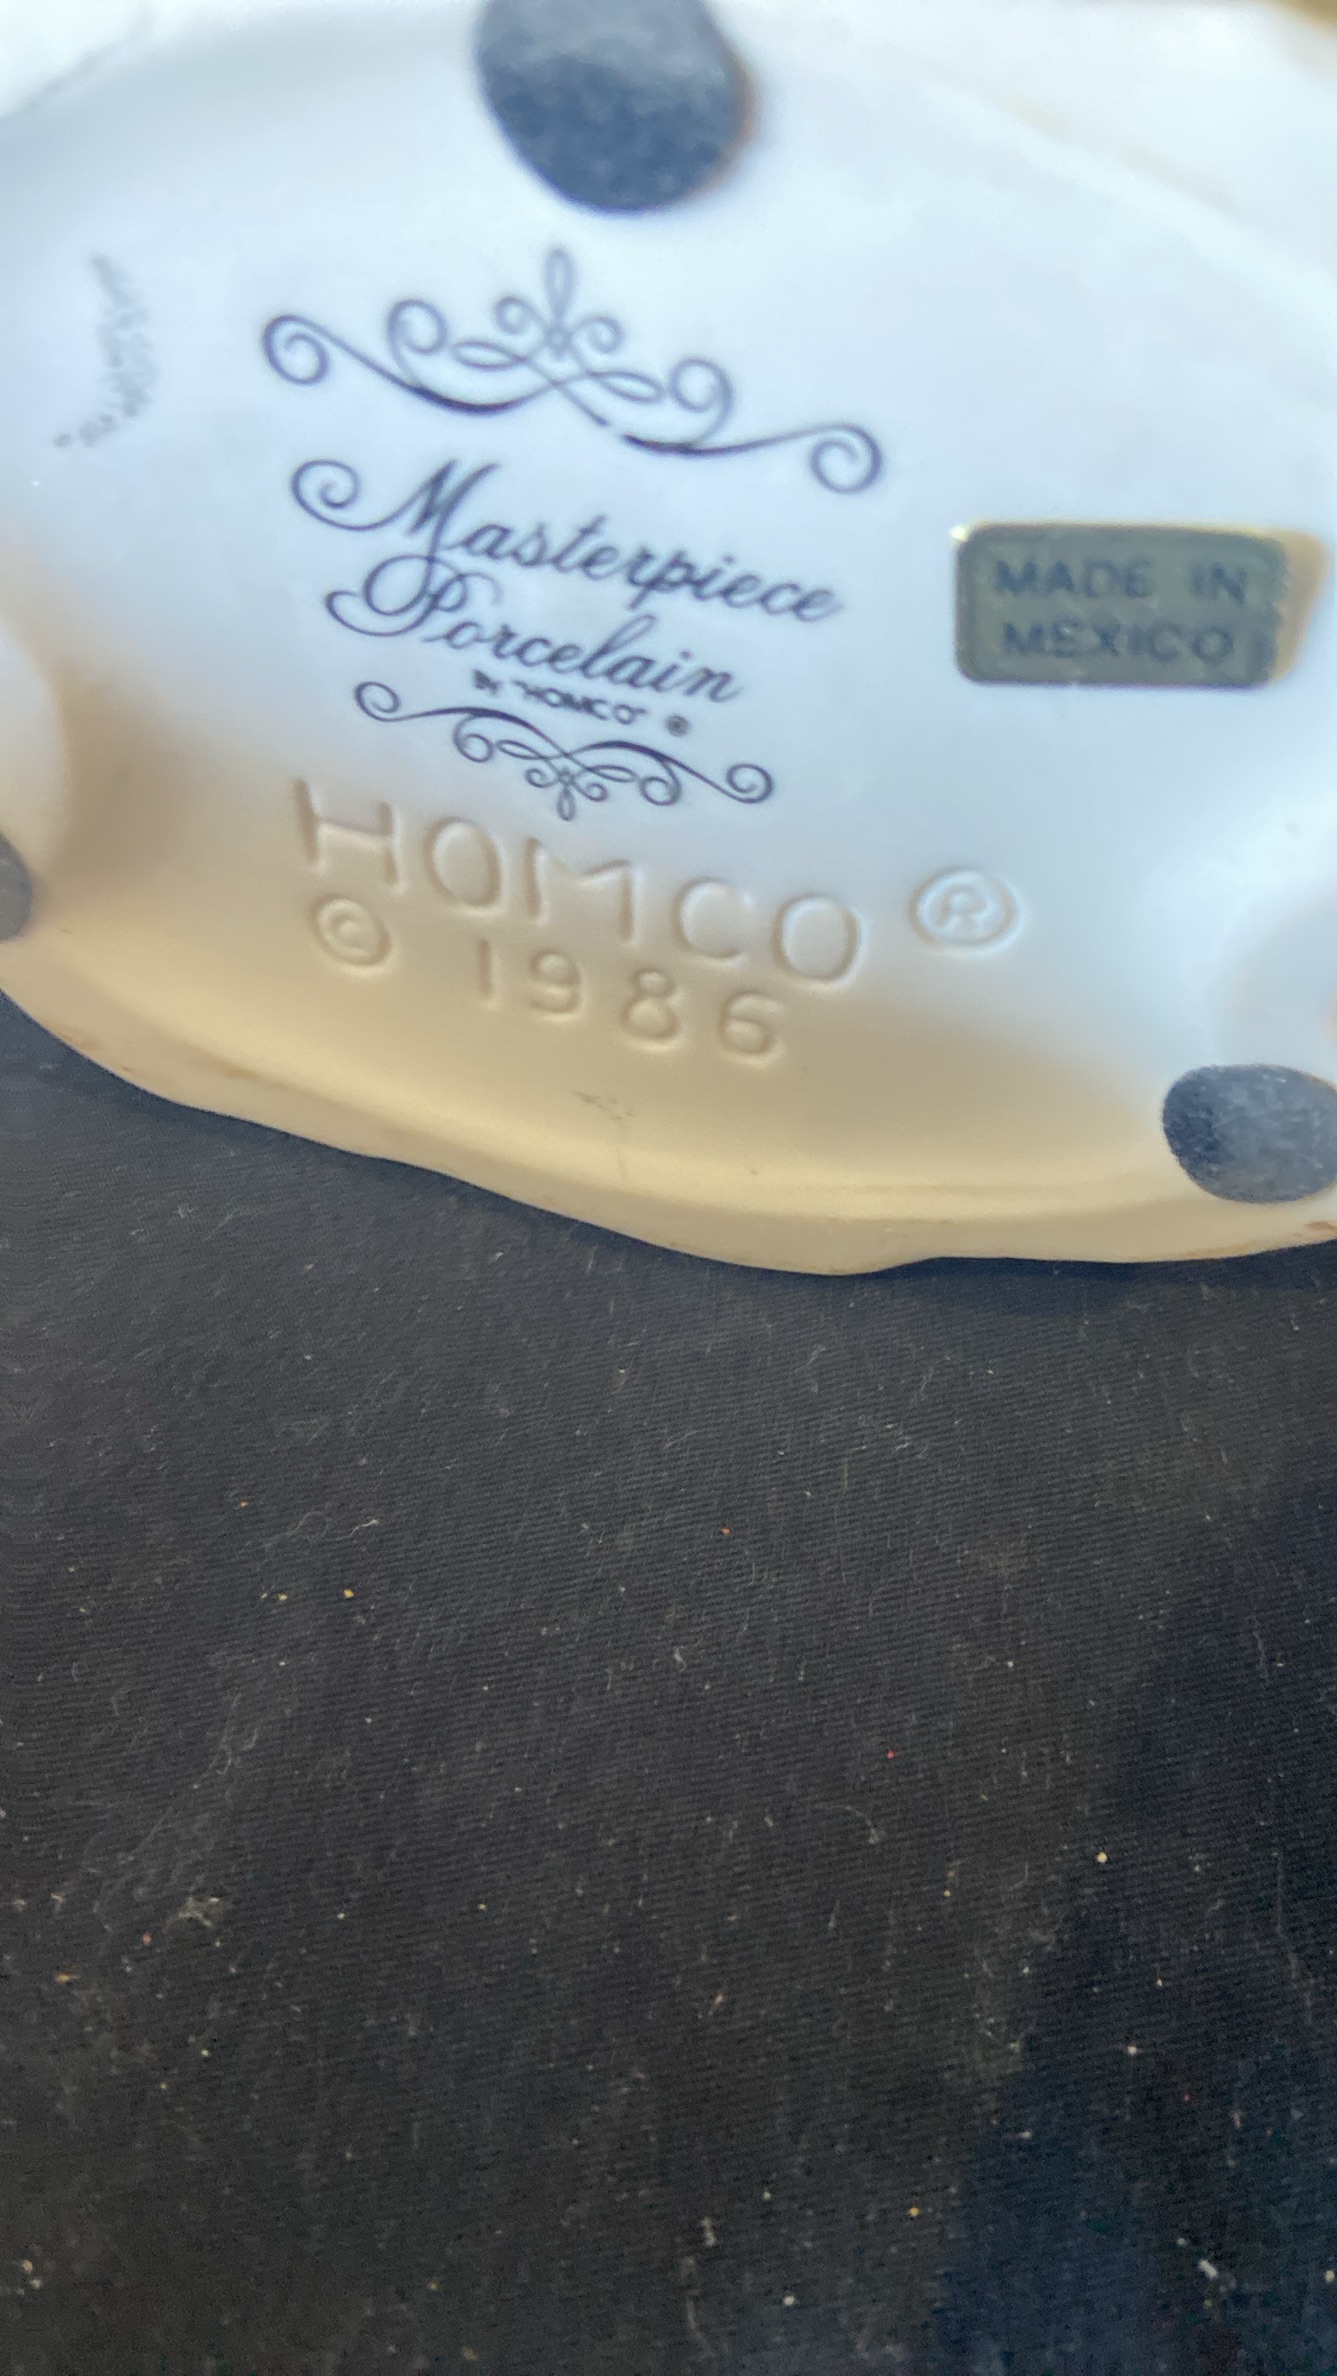 Masterpiece
Porcelain
BY "HOMCO" ®
MADE IN
MEXICO
HOMCO ®
© 1986